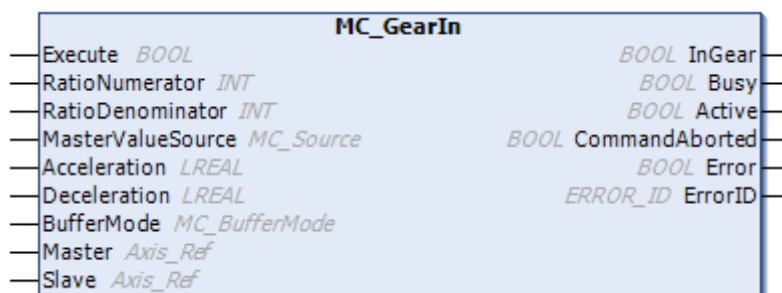 MC_GearIn
Execute BOOL BOOL InGear
RatioNumerator INT BOOL Busy
RatioDenominator INT BOOL Active
MasterValueSource MC_Source BOOL CommandAborted
Acceleration LREAL BOOL Error
Deceleration LREAL ERROR_ID ErrorID
BufferMode MC_BufferMode
Master Axis_Ref
Slave Axis_Ref